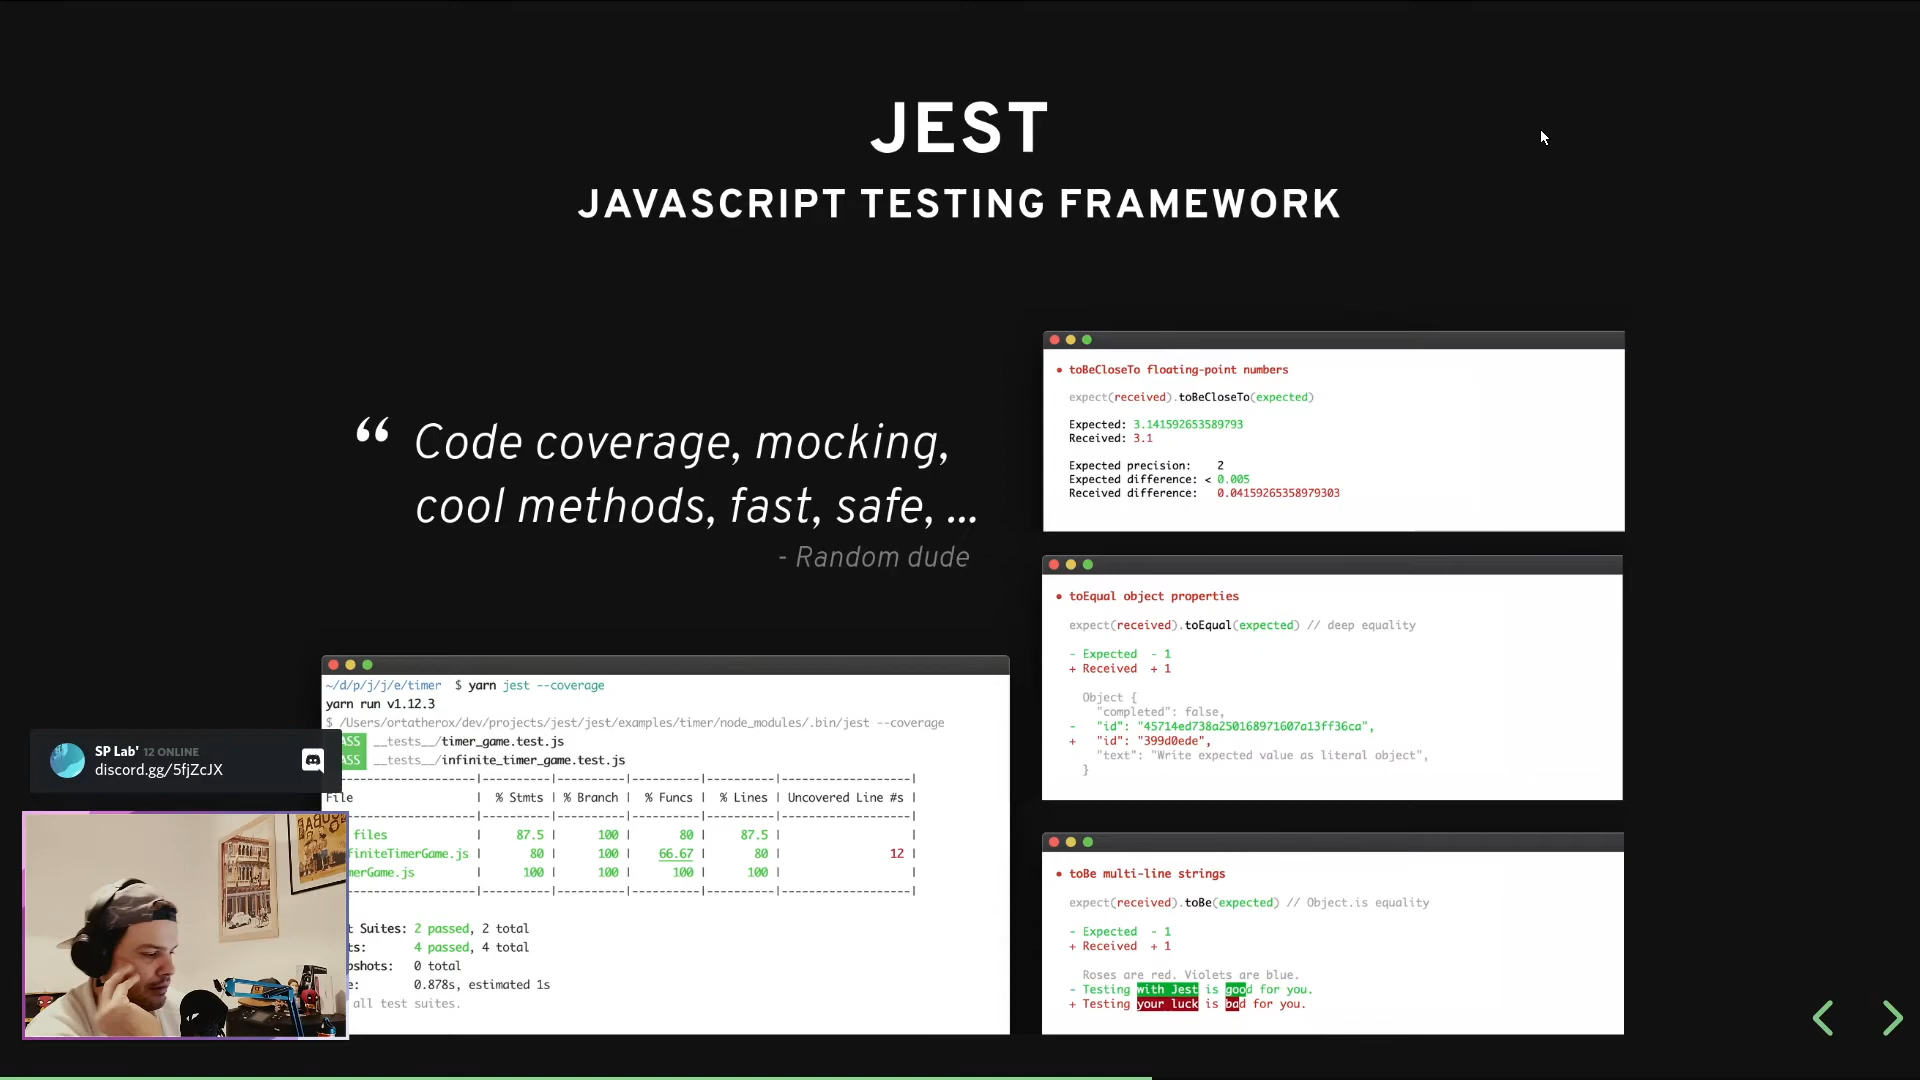 JEST
JAVASCRIPT TESTING FRAMEWORK
“ Code coverage, mocking,
cool methods, fast, safe, ...
- Random dude
~/d/p/j/j/e/timer $ yarn jest --coverage
yarn run v1.12.3
$ /Users/ortatherox/dev/projects/jest/jest/examples/timer/node_modules/.bin/jest --coverage
ASS __tests__/timer_game.test.js
ASS __tests__/infinite_timer_game.test.js
----------|----------|----------|----------|----------|-------------------|
File | % Stmts | % Branch | % Funcs | % Lines | Uncovered Line #s |
----------|----------|----------|----------|----------|-------------------|
files | 87.5 | 100 | 80 | 87.5 | |
finiteTimerGame.js | 80 | 100 | 66.67 | 80 | 12 |
merGame.js | 100 | 100 | 100 | 100 | |
----------|----------|----------|----------|----------|-------------------|
t Suites: 2 passed, 2 total
ts: 4 passed, 4 total
pshots: 0 total
e: 0.878s, estimated 1s
all test suites.
SP Lab' 12 ONLINE
discord.gg/5fjZcJX
• toBeCloseTo floating-point numbers
expect(received).toBeCloseTo(expected)
Expected: 3.141592653589793
Received: 3.1
Expected precision: 2
Expected difference: < 0.005
Received difference: 0.04159265358979303
• toEqual object properties
expect(received).toEqual(expected) // deep equality
- Expected - 1
+ Received + 1
Object {
"completed": false,
- "id": "45714ed738a250168971607a13ff36ca",
+ "id": "399d0ede",
"text": "Write expected value as literal object",
}
• toBe multi-line strings
expect(received).toBe(expected) // Object.is equality
- Expected - 1
+ Received + 1
Roses are red. Violets are blue.
- Testing with Jest is good for you.
+ Testing your luck is bad for you.